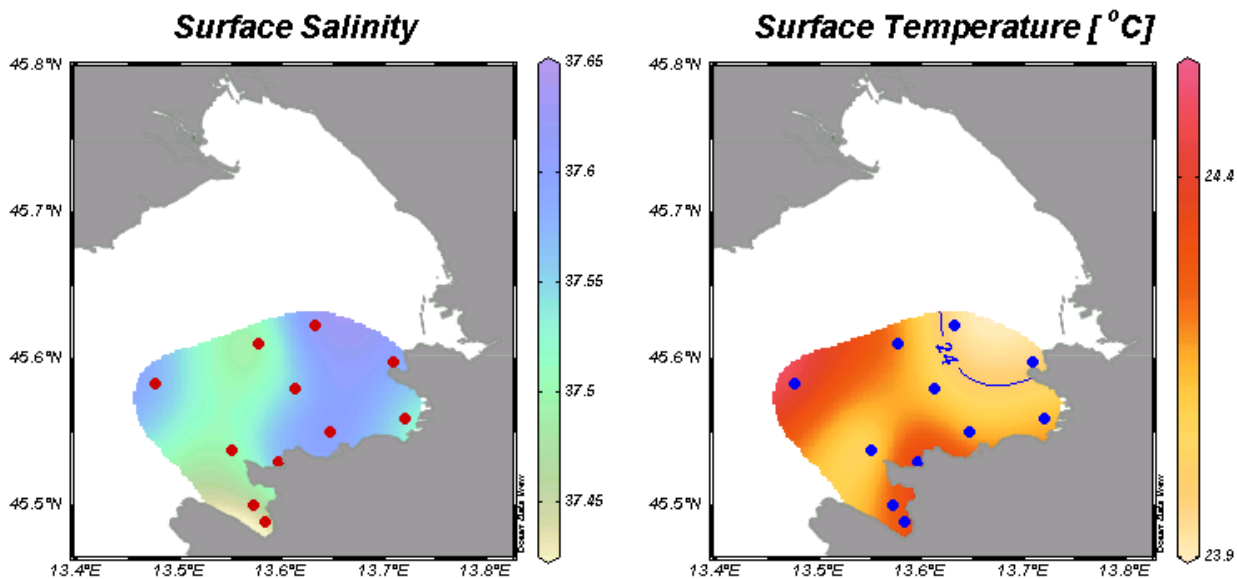 Surface Salinity
Surface Temperature [ °C]
45.8°N
45.7°N
45.6°N
45.5°N
13.4°E
13.5°E
13.6°E
13.7°E
13.8°E
37.65
37.6
37.55
37.5
37.45
Ocean Data View
45.8°N
45.7°N
45.6°N
45.5°N
13.4°E
13.5°E
13.6°E
13.7°E
13.8°E
24
24.4
23.9
Ocean Data View